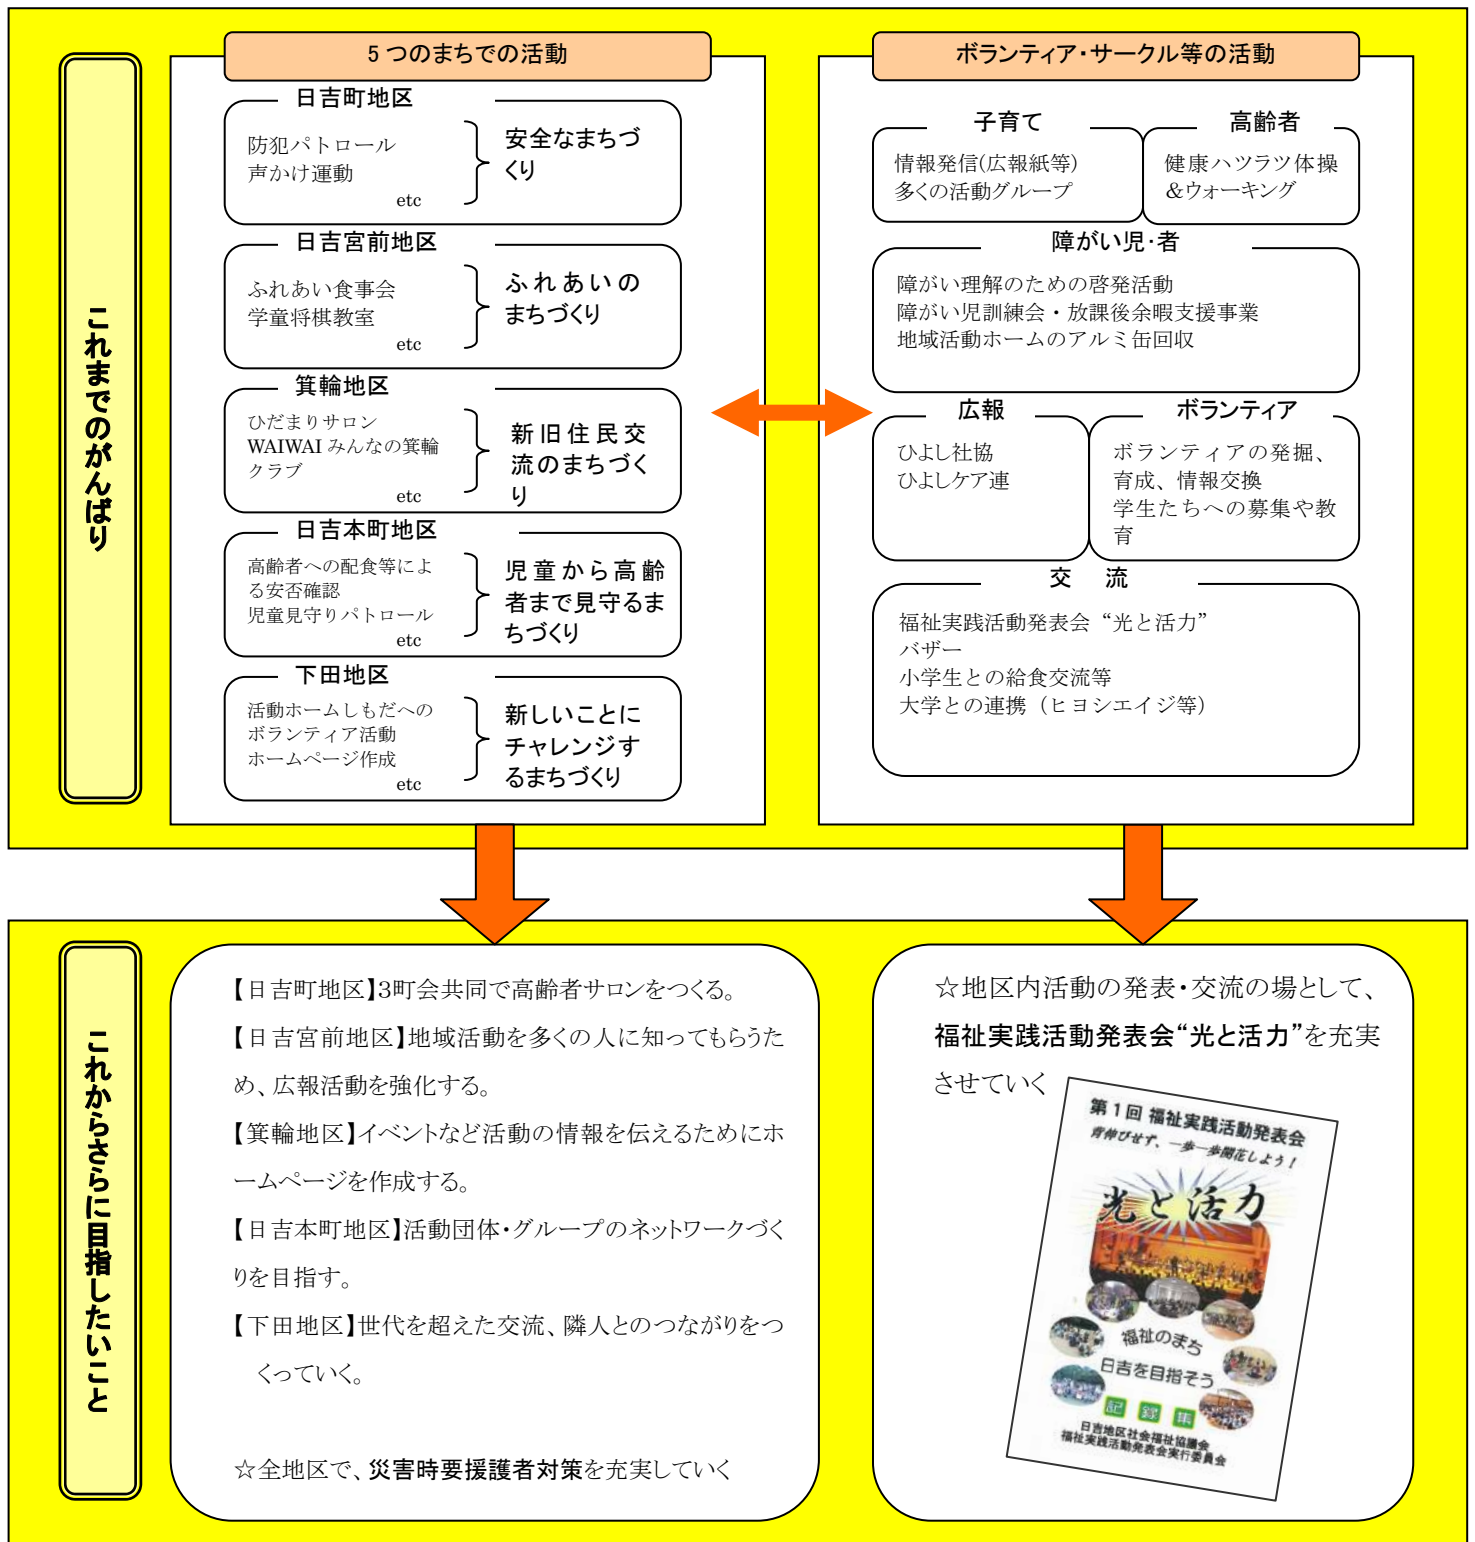 これまでのがんばり
5つのまちでの活動
日吉町地区
防犯パトロール
声かけ運動
etc
安全なまちづ
くり
日吉宮前地区
ふれあい食事会
学童将棋教室
etc
ふれあいの
まちづくり
箕輪地区
ひだまりサロン
WAIWAIみんなの箕輪
クラブ
etc
新旧住民交
流のまちづく
り
日吉本町地区
高齢者への配食等によ
る安否確認
児童見守りパトロール
etc
児童から高齢
者まで見守るま
ちづくり
下田地区
活動ホームしもだへの
ボランティア活動
ホームページ作成
etc
新しいことに
チャレンジす
るまちづくり
ボランティア・サークル等の活動
子育て
情報発信(広報紙等)
多くの活動グループ
高齢者
健康ハツラツ体操
&ウォーキング
障がい児・者
障がい理解のための啓発活動
障がい児訓練会・放課後余暇支援事業
地域活動ホームのアルミ缶回収
広報
ひよし社協
ひよしケア連
ボランティア
ボランティアの発掘、
育成、情報交換
学生たちへの募集や教
育
交 流
福祉実践活動発表会“光と活力”
バザー
小学生との給食交流等
大学との連携（ヒヨシエイジ等）
これからさらに目指したいこと
【日吉町地区】3町会共同で高齢者サロンをつくる。
【日吉宮前地区】地域活動を多くの人に知ってもらうた
め、広報活動を強化する。
【箕輪地区】イベントなど活動の情報を伝えるためにホ
ームページを作成する。
【日吉本町地区】活動団体・グループのネットワークづく
りを目指す。
【下田地区】世代を超えた交流、隣人とのつながりをつ
くっていく。
☆全地区で、災害時要援護者対策を充実していく
☆地区内活動の発表・交流の場として、
福祉実践活動発表会“光と活力”を充実
させていく
第1回 福祉実践活動発表会
背伸びせず、一歩一歩開花しよう！
光と活力
福祉のまち
日吉を目指そう
記録集
日吉地区社会福祉協議会
福祉実践活動発表会実行委員会